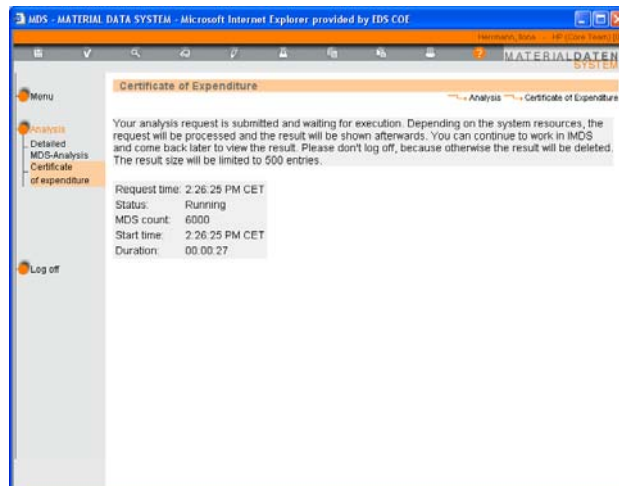 MDS - MATERIAL DATA SYSTEM - Microsoft Internet Explorer provided by EDS COE
Herrmann, Ilona - HP (Core Team)
MATERIALDATEN
SYSTEM
Menu
Certificate of Expenditure
Analysis Certificate of Expenditure
Analysis
Detailed
MDS-Analysis
Certificate
of expenditure
Log off
Your analysis request is submitted and waiting for execution. Depending on the system resources, the
request will be processed and the result will be shown afterwards. You can continue to work in IMDS
and come back later to view the result. Please don't log off, because otherwise the result will be deleted.
The result size will be limited to 500 entries.
Request time: 2:26:25 PM CET
Status: Running
MDS count: 6000
Start time: 2:26:25 PM CET
Duration: 00:00:27